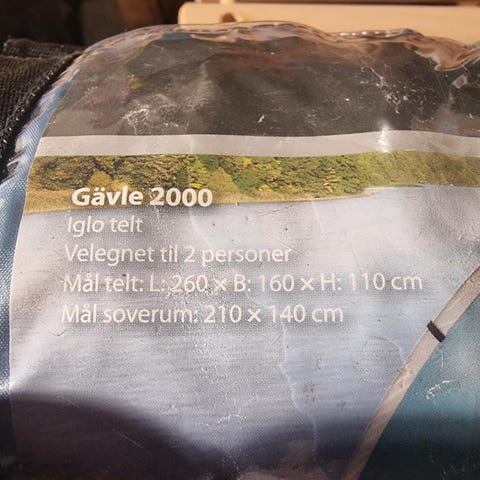 Gävle 2000
Iglo telt
Velegnet til 2 personer
Mål telt: L: 260 × B: 160 × H: 110 cm
Mål soverum: 210 × 140 cm